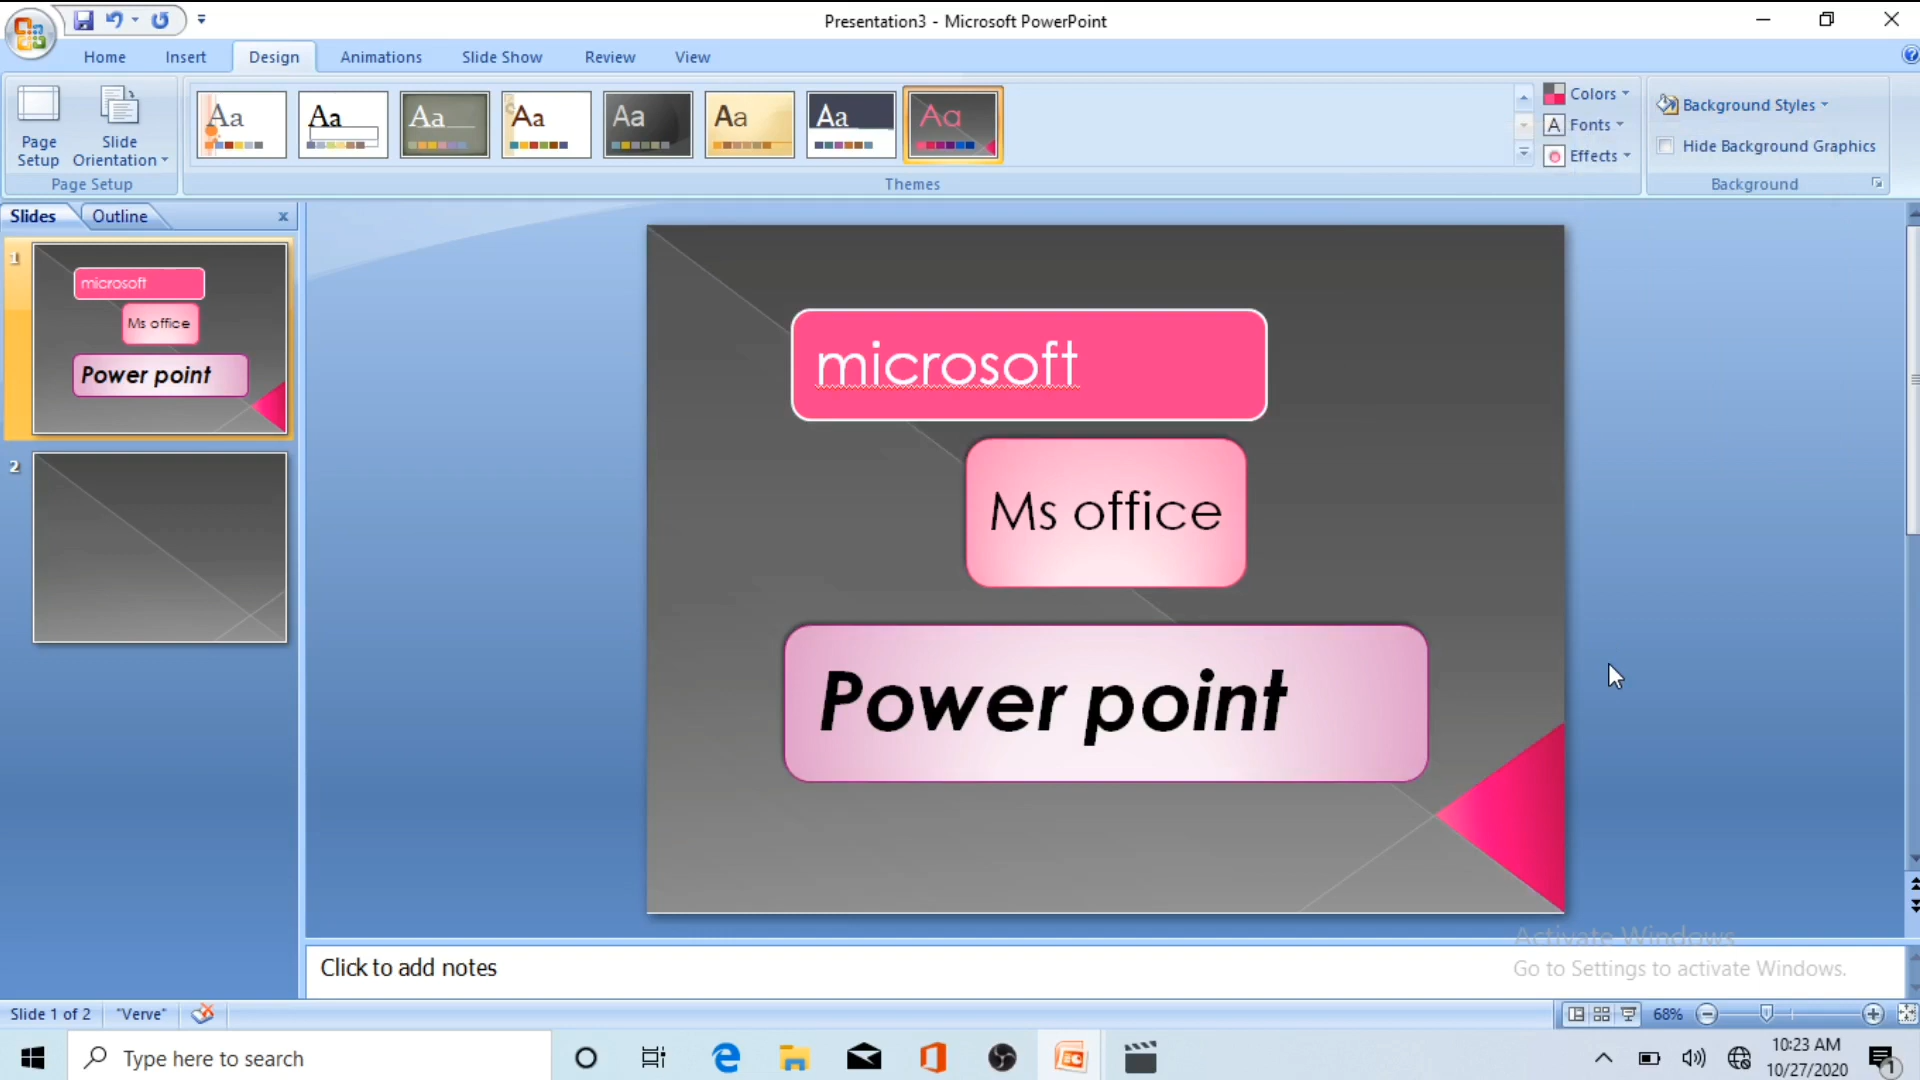 Presentation3 - Microsoft PowerPoint
Home Insert Design Animations Slide Show Review View
Page Setup
Slide Orientation
Page Setup
Aa Aa Aa Aa Aa Aa Aa Aa
Themes
Colors
Fonts
Effects
Background Styles
Hide Background Graphics
Background
Slides Outline
1
microsoft
Ms office
Power point
2
microsoft
Ms office
Power point
Activate Windows
Go to Settings to activate Windows.
Click to add notes
Slide 1 of 2 "Verve" 68%
Type here to search
10:23 AM
10/27/2020
1